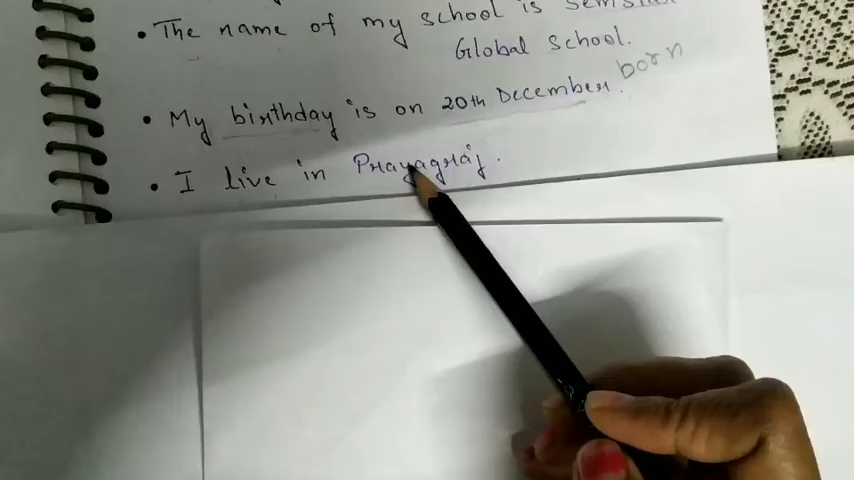 • The name of my school is
Global School.
• My birthday is on 20th December. born
• I live in Prayagraj.